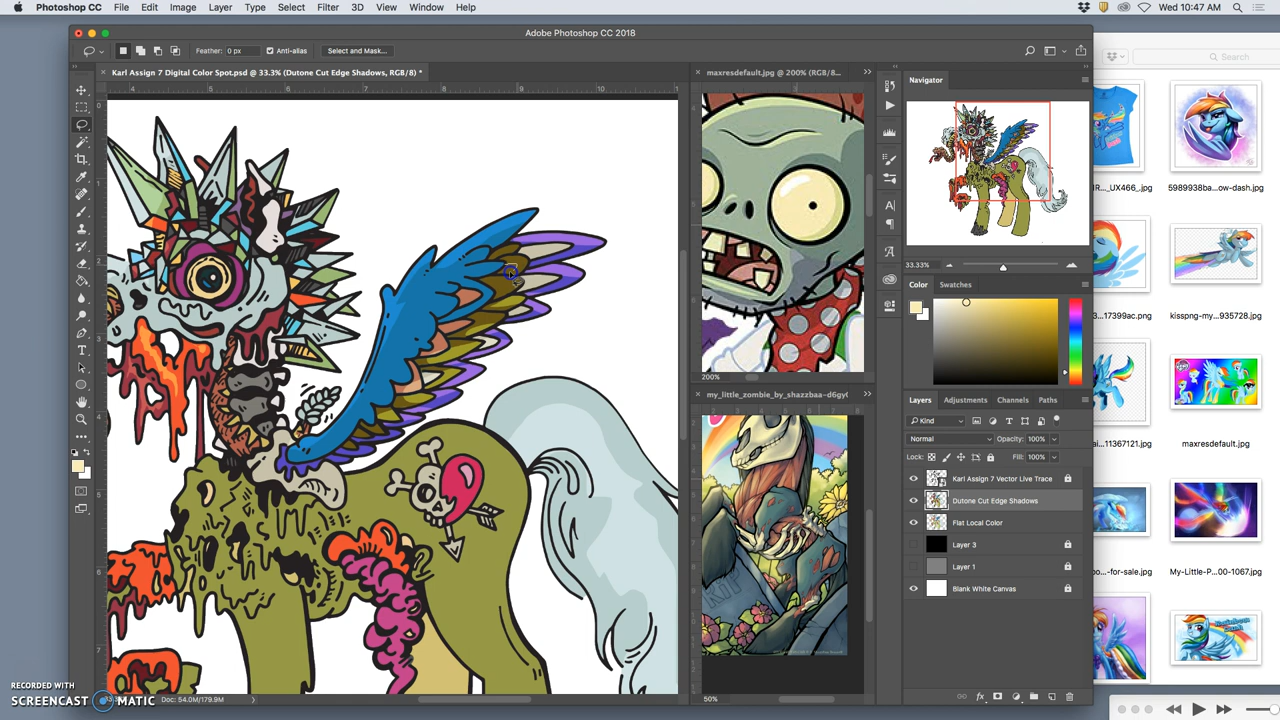 Photoshop CC File Edit Image Layer Type Select Filter 3D View Window Help Wed 10:47 AM
Adobe Photoshop CC 2018
Feather: 0 px Anti-alias Select and Mask... Search
Karl Assign 7 Digital Color Spot.psd @ 33.3% (Dutone Cut Edge Shadows, RGB/8) *
maxresdefault.jpg @ 200% (RGB/8...
Navigator
33.33%
Color Swatches
200%
my_little_zombie_by_shazzbaa-d6gy
50%
Layers Adjustments Channels Paths
Kind
Normal Opacity: 100%
Lock: Fill: 100%
Karl Assign 7 Vector Live Trace
Dutone Cut Edge Shadows
Flat Local Color
Layer 3
Layer 1
Blank White Canvas
Doc: 54.0M/179.9M
R..._UX466_.jpg 5989938ba...ow-dash.jpg
...17399ac.png kisspng-my...935728.jpg
...11367121.jpg maxresdefault.jpg
...-for-sale.jpg My-Little-P...00-1067.jpg
RECORDED WITH
SCREENCAST MATIC